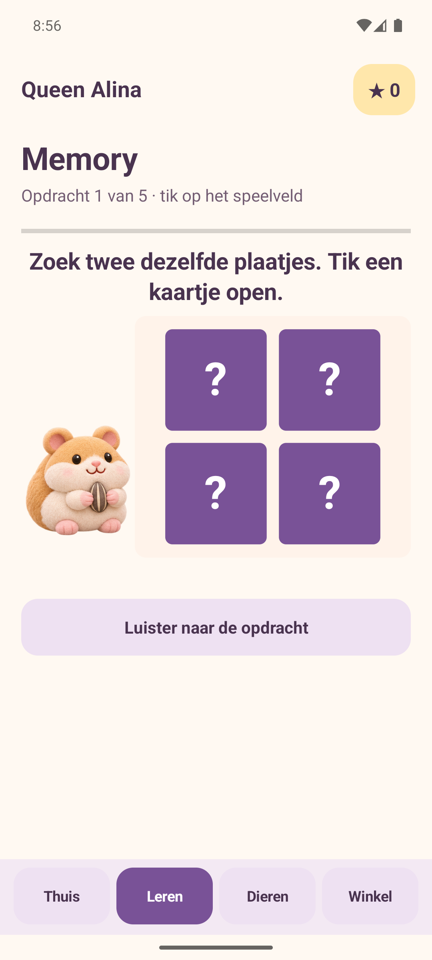 8:56
Queen Alina
★ 0
Memory
Opdracht 1 van 5 · tik op het speelveld
Zoek twee dezelfde plaatjes. Tik een
kaartje open.
? ?
? ?
Luister naar de opdracht
Thuis Leren Dieren Winkel